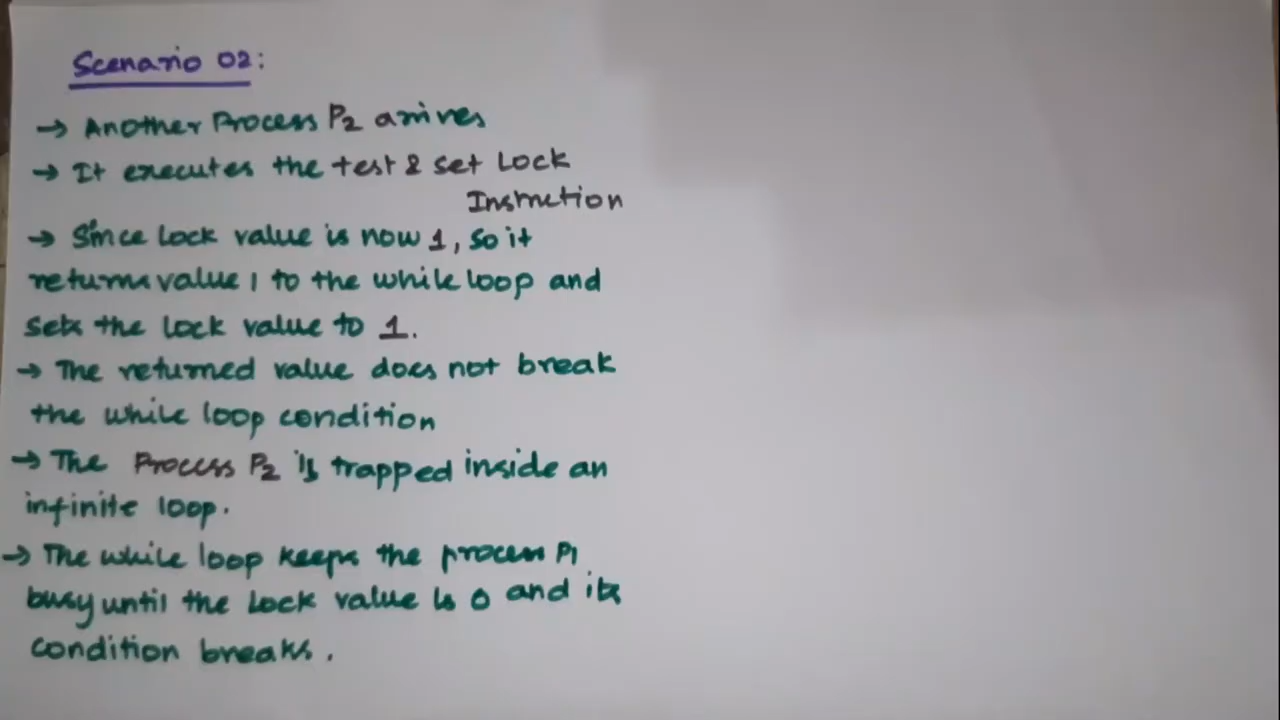 Scenario 02:
→ Another Process P2 arrives
→ It executes the test & set Lock
Instruction
→ Since Lock value is now 1, so it
returns value 1 to the while loop and
sets the lock value to 1.
→ The returned value does not break
the while loop condition
→ The Process P2 is trapped inside an
infinite loop.
→ The while loop keeps the process P1
busy until the Lock value is 0 and its
condition breaks.